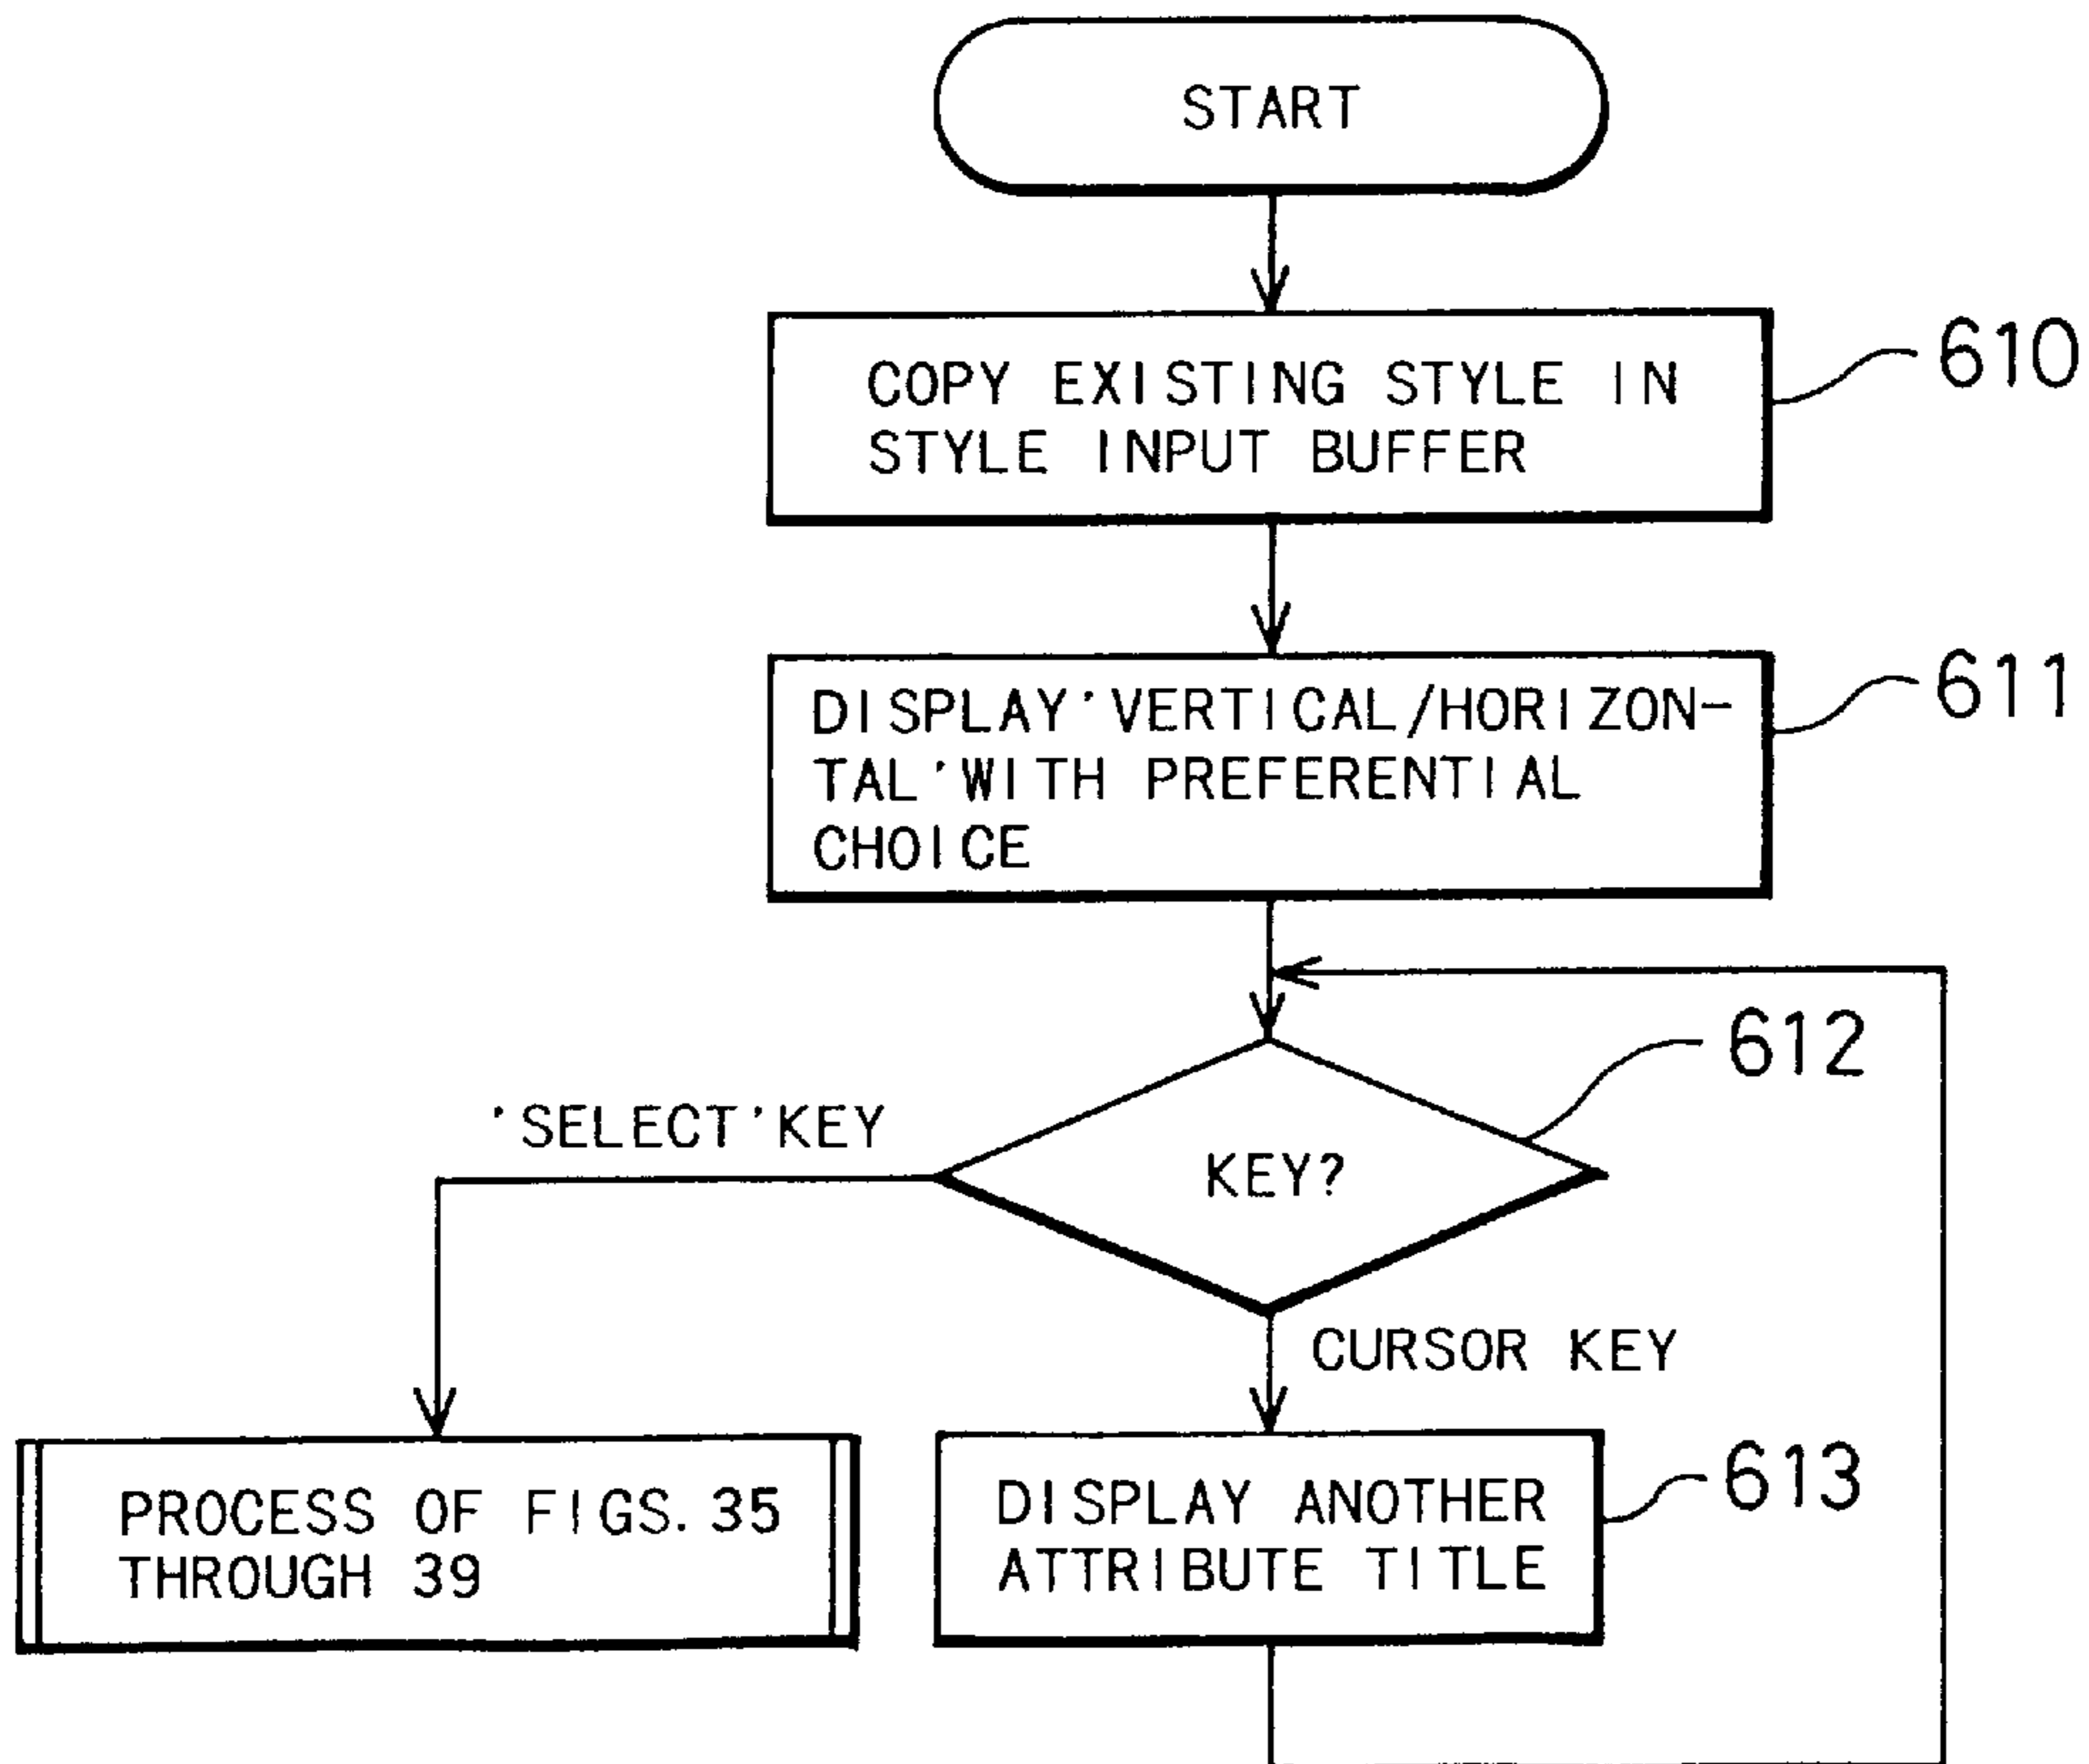 START
COPY EXISTING STYLE IN
STYLE INPUT BUFFER
610
DISPLAY'VERTICAL/HORIZON-
TAL'WITH PREFERENTIAL
CHOICE
611
612
'SELECT'KEY
KEY?
CURSOR KEY
PROCESS OF FIGS. 35
THROUGH 39
DISPLAY ANOTHER
ATTRIBUTE TITLE
613